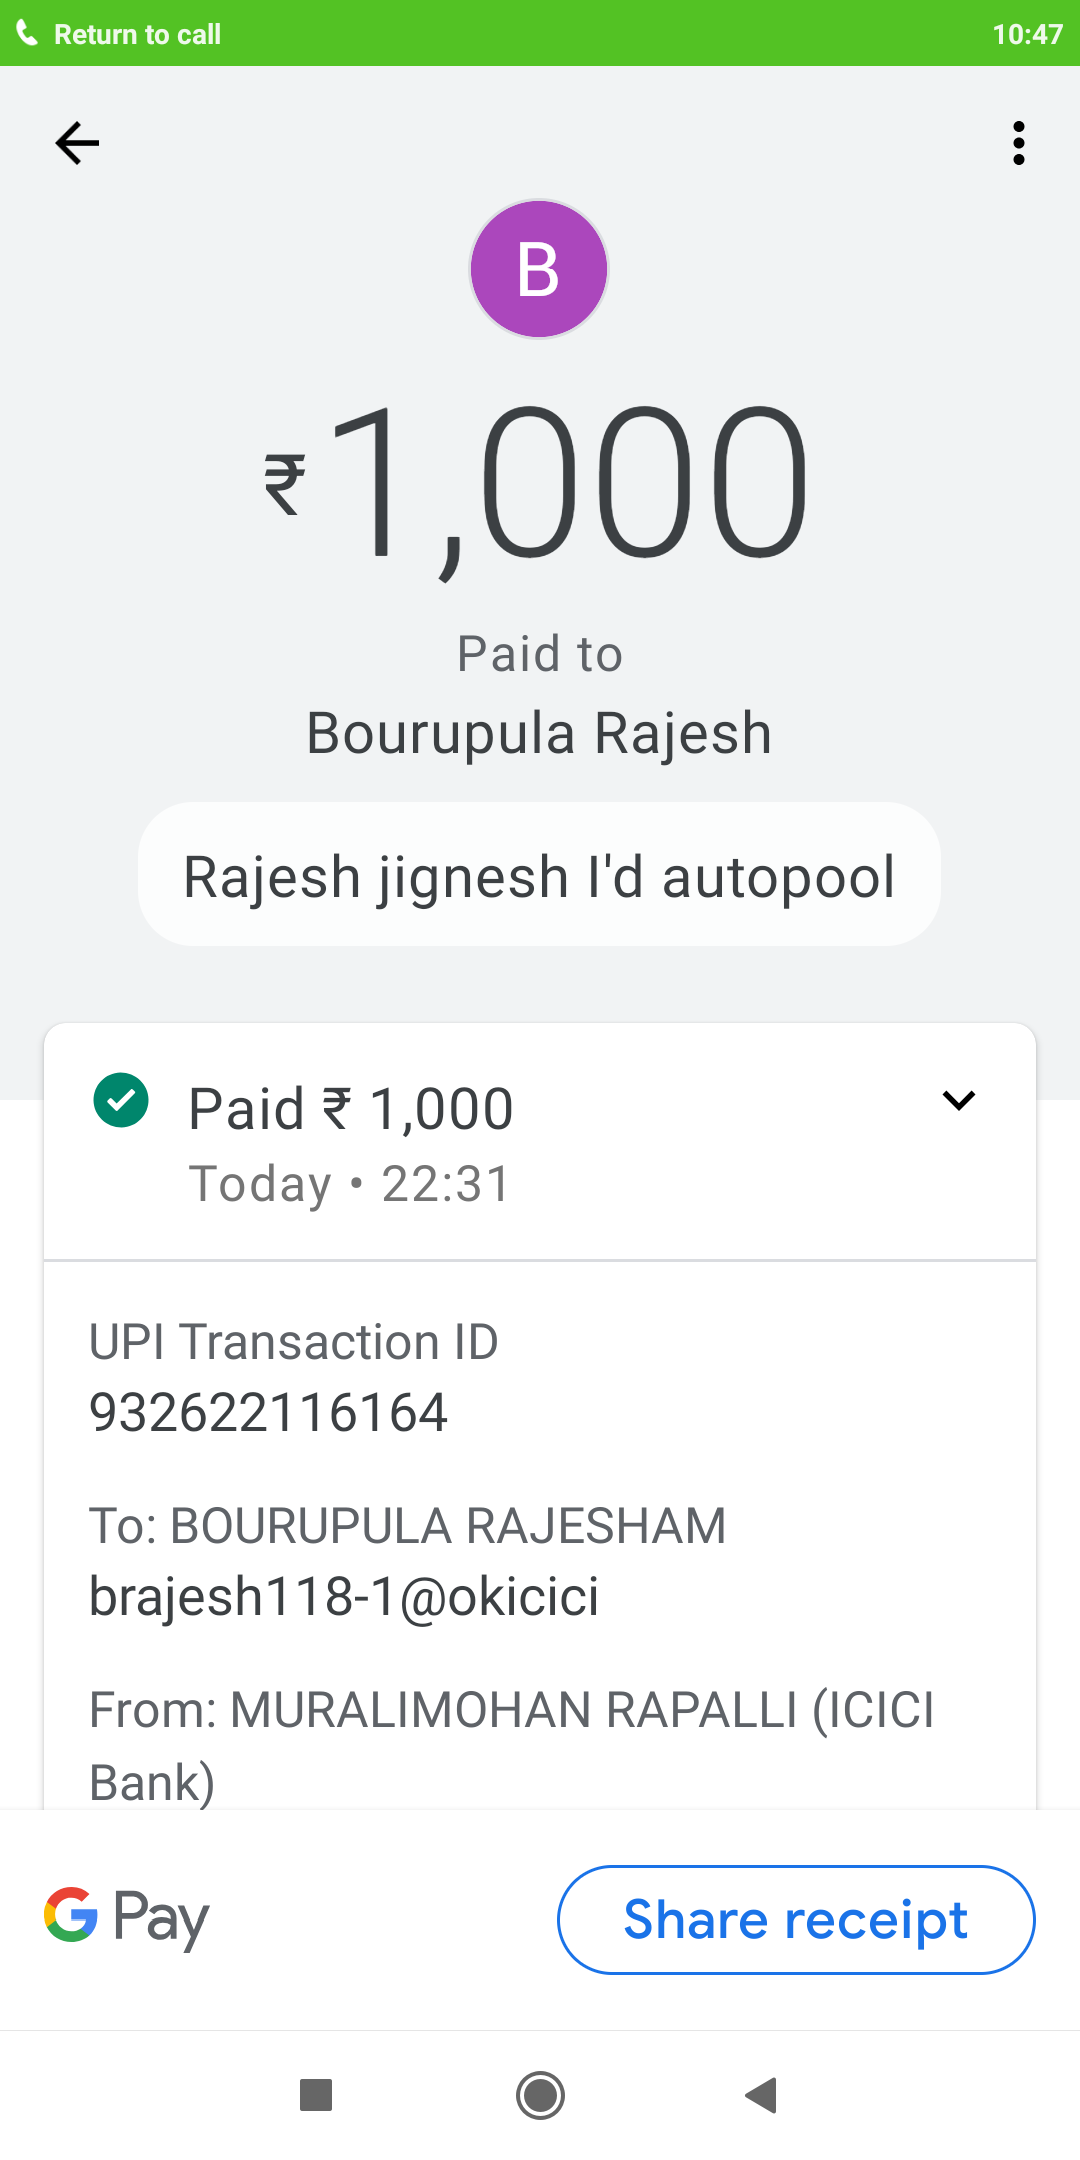 Return to call 10:47
B
₹1,000
Paid to
Bourupula Rajesh
Rajesh jignesh I'd autopool
Paid ₹ 1,000
Today • 22:31
UPI Transaction ID
932622116164
To: BOURUPULA RAJESHAM
brajesh118-1@okicici
From: MURALIMOHAN RAPALLI (ICICI
Bank)
G Pay Share receipt